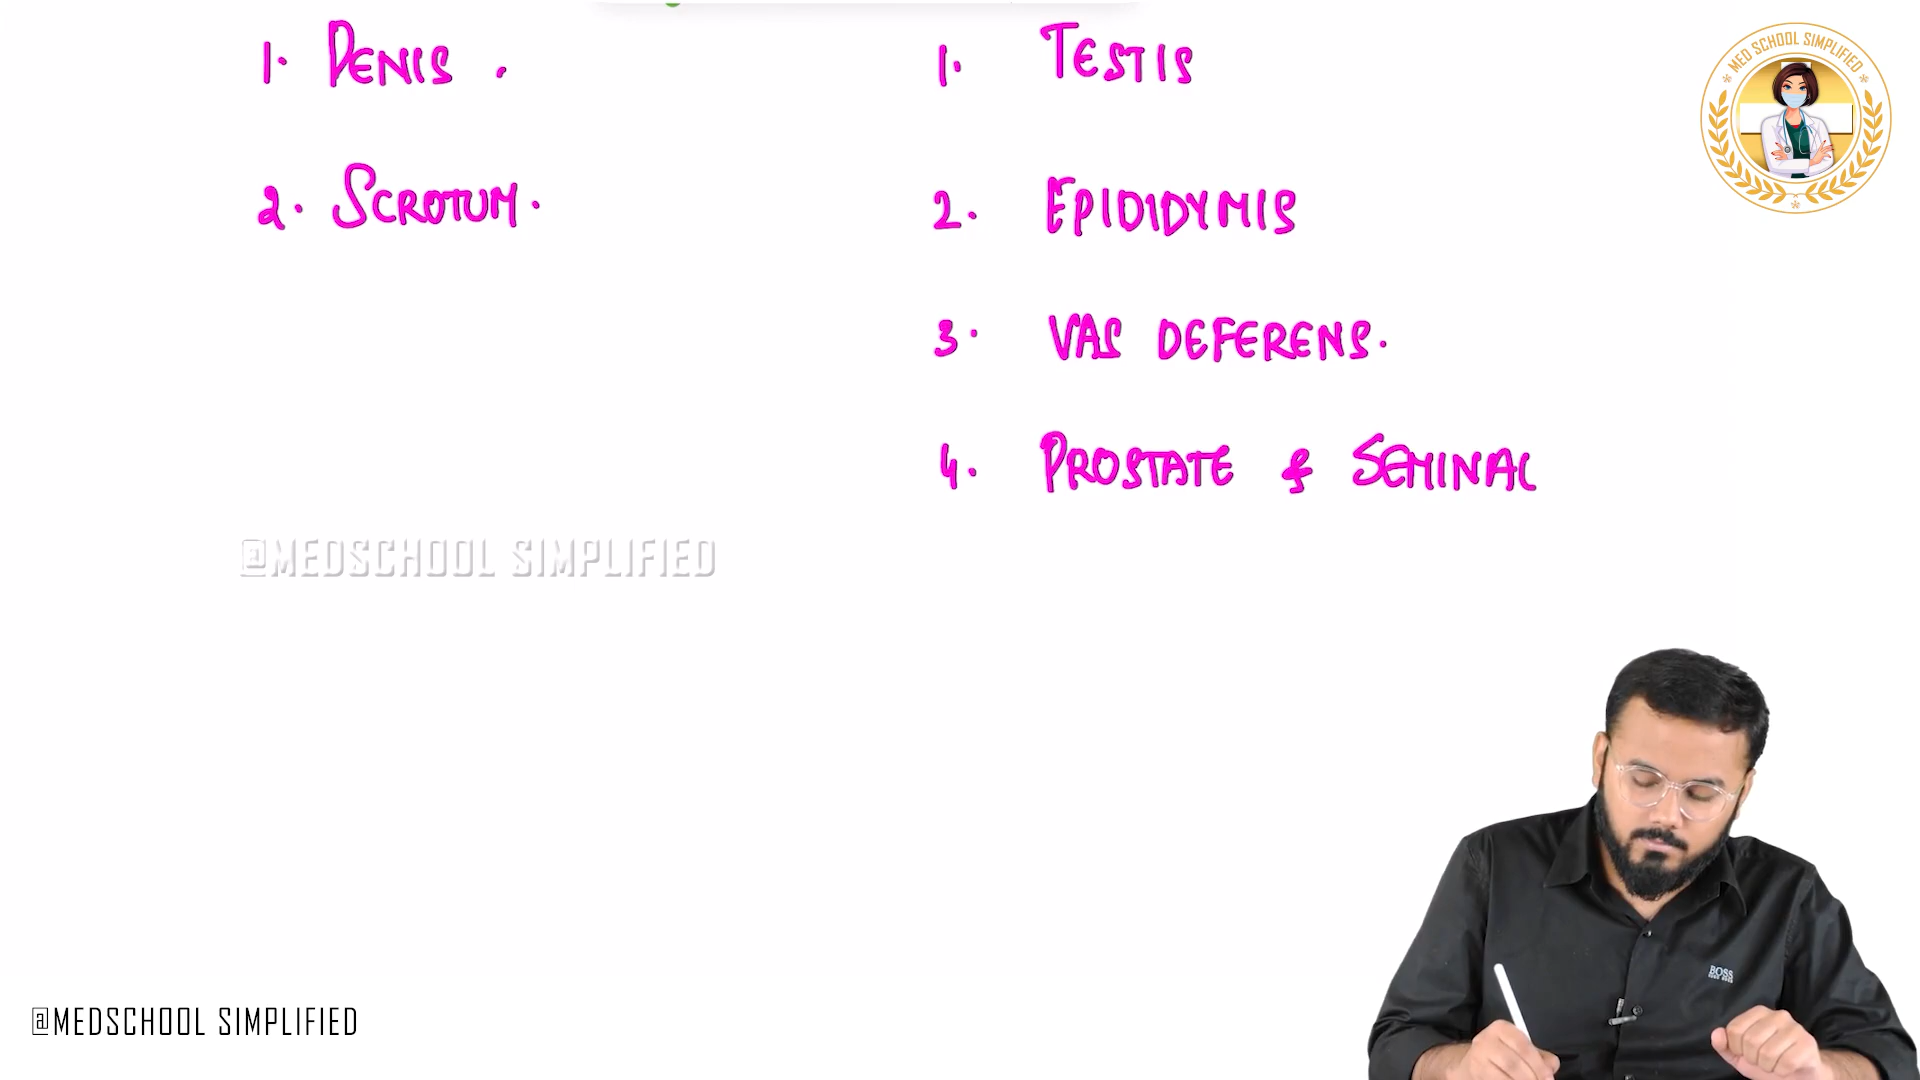 1. PENIS .
2. SCROTUM.
1. TESTIS
2. EPIDIDYMIS
3. VAS DEFERENS.
4. PROSTATE & SEMINAL
MED SCHOOL SIMPLIFIED
@MEDSCHOOL SIMPLIFIED
BOSS
@MEDSCHOOL SIMPLIFIED